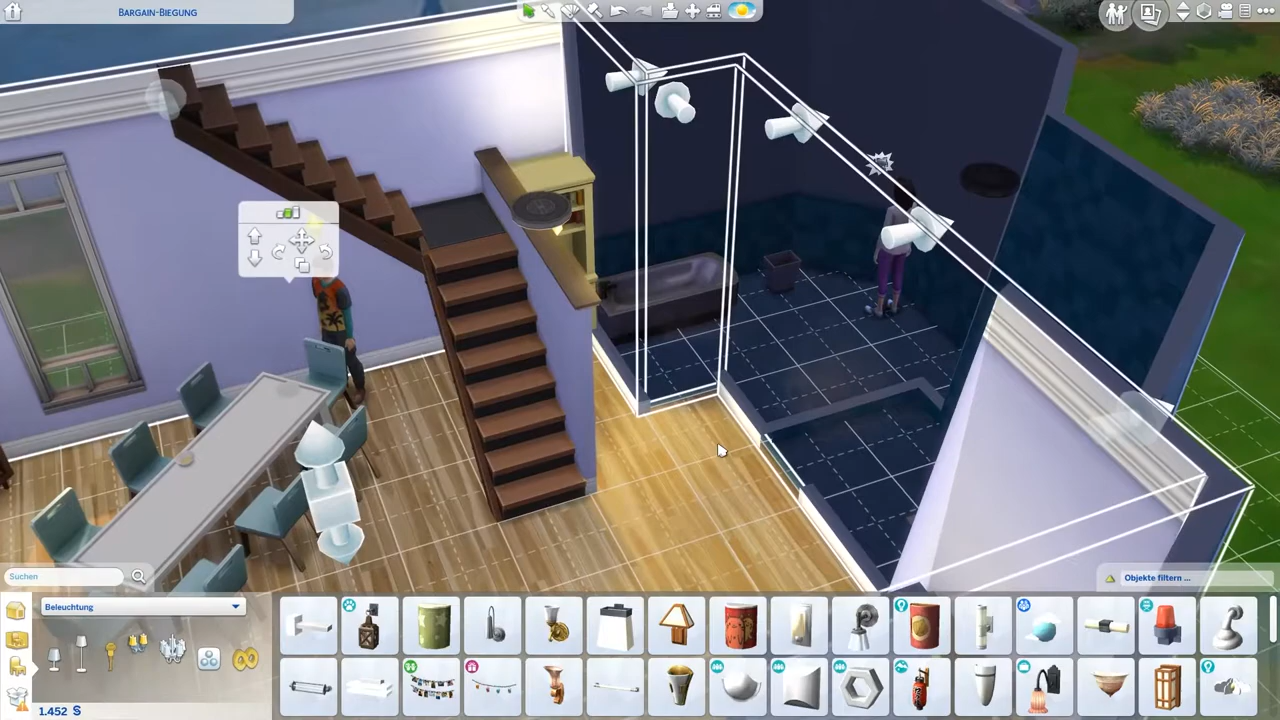 Bargain-Biegung
Suchen
Objekte filtern ...
Beleuchtung
1.452 $